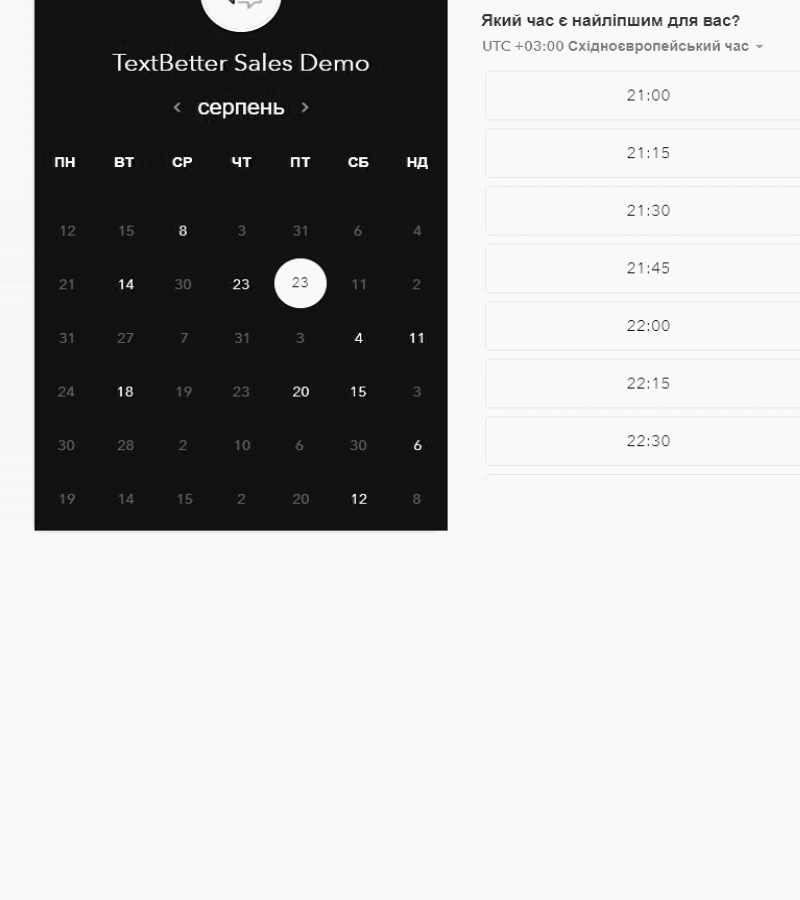 TextBetter Sales Demo
серпень
ПН ВТ СР ЧТ ПТ СБ НД
12 15 8 3 31 6 4
21 14 30 23 23 11 2
31 27 7 31 3 4 11
24 18 19 23 20 15 3
30 28 2 10 6 30 6
19 14 15 2 20 12 8
Який час є найліпшим для вас?
UTC +03:00 Східноєвропейський час
21:00
21:15
21:30
21:45
22:00
22:15
22:30